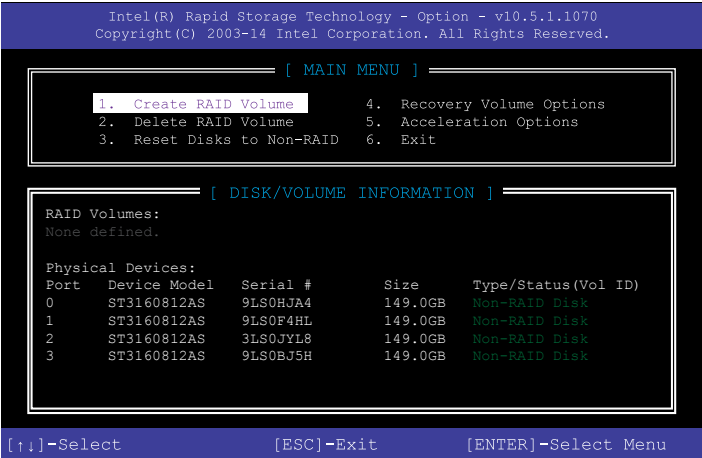 Intel(R) Rapid Storage Technology - Option - v10.5.1.1070
Copyright(C) 2003-14 Intel Corporation. All Rights Reserved.
[ MAIN MENU ]
1. Create RAID Volume 4. Recovery Volume Options
2. Delete RAID Volume 5. Acceleration Options
3. Reset Disks to Non-RAID 6. Exit
[ DISK/VOLUME INFORMATION ]
RAID Volumes:
None defined.
Physical Devices:
Port Device Model Serial # Size Type/Status(Vol ID)
0 ST3160812AS 9LS0HJA4 149.0GB Non-RAID Disk
1 ST3160812AS 9LS0F4HL 149.0GB Non-RAID Disk
2 ST3160812AS 3LS0JYL8 149.0GB Non-RAID Disk
3 ST3160812AS 9LS0BJ5H 149.0GB Non-RAID Disk
[↑↓]-Select [ESC]-Exit [ENTER]-Select Menu